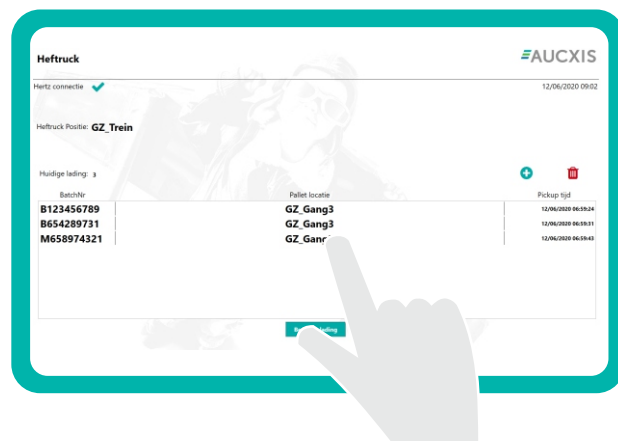 Heftruck
AUCXIS
Hertz connectie
12/06/2020 09:02
Heftruck Positie: GZ_Trein
Huidige lading: 3
BatchNr Pallet locatie Pickup tijd
B123456789 GZ_Gang3 12/06/2020 06:59:24
B654289731 GZ_Gang3 12/06/2020 06:59:31
M658974321 12/06/2020 06:59:43